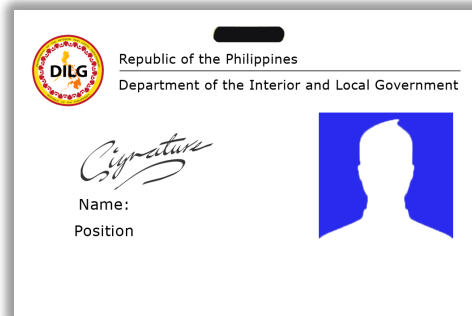 DILG
Republic of the Philippines
Department of the Interior and Local Government
Signature
Name:
Position